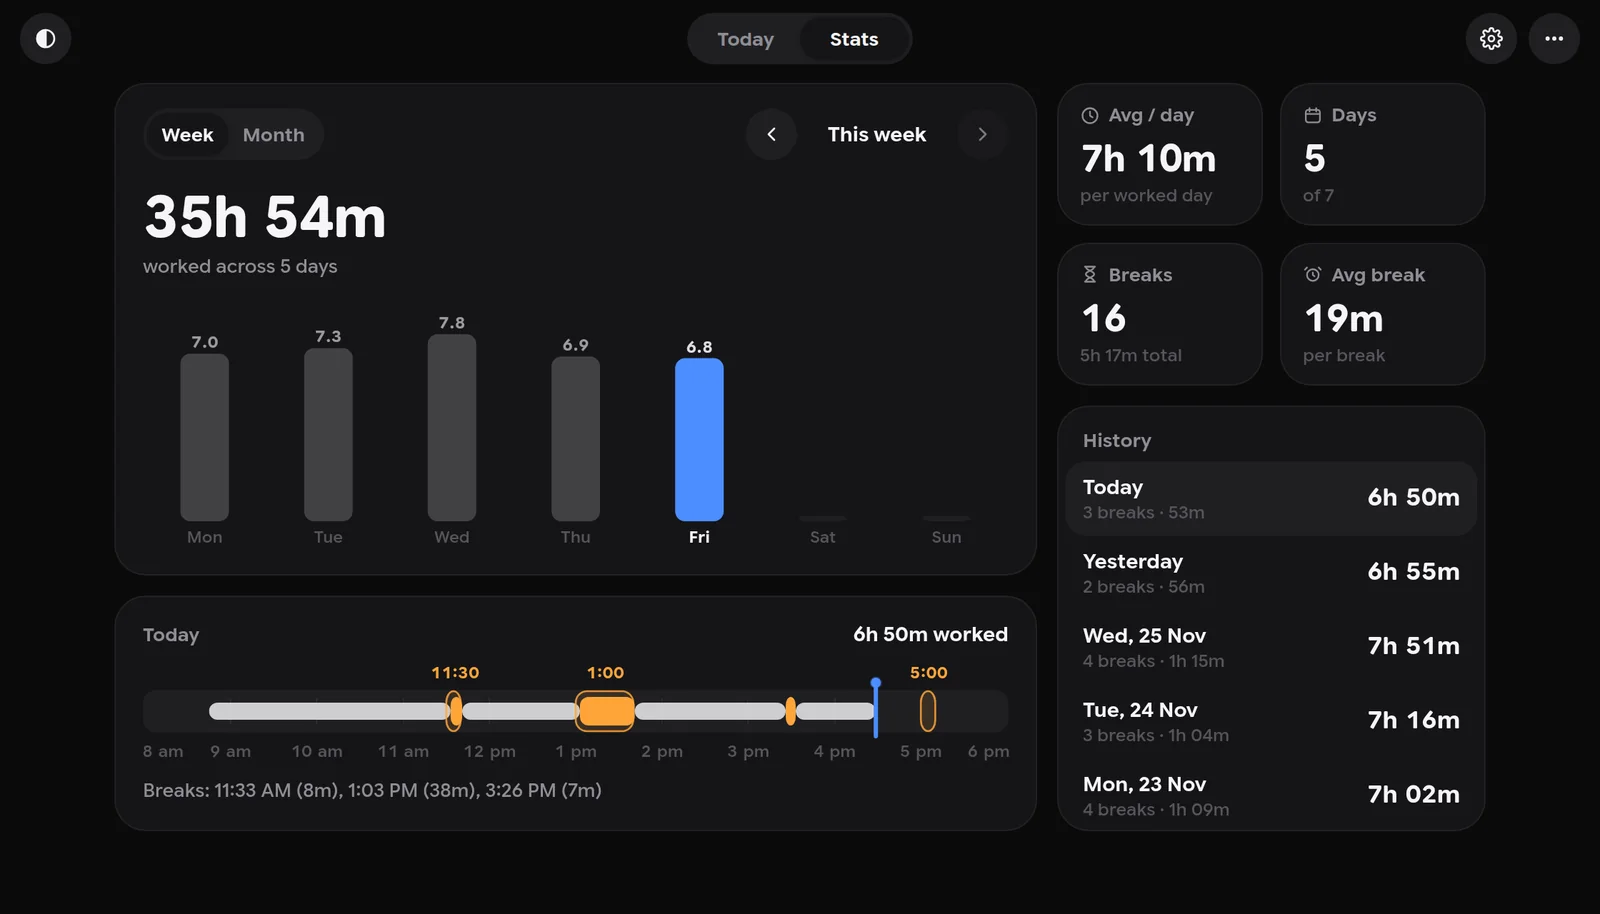 Today
Stats
Week
Month
This week
35h 54m
worked across 5 days
7.0
7.3
7.8
6.9
6.8
Mon
Tue
Wed
Thu
Fri
Sat
Sun
Today
6h 50m worked
11:30
1:00
5:00
8 am
9 am
10 am
11 am
12 pm
1 pm
2 pm
3 pm
4 pm
5 pm
6 pm
Breaks: 11:33 AM (8m), 1:03 PM (38m), 3:26 PM (7m)
Avg / day
7h 10m
per worked day
Days
5
of 7
Breaks
16
5h 17m total
Avg break
19m
per break
History
Today
6h 50m
3 breaks · 53m
Yesterday
6h 55m
2 breaks · 56m
Wed, 25 Nov
7h 51m
4 breaks · 1h 15m
Tue, 24 Nov
7h 16m
3 breaks · 1h 04m
Mon, 23 Nov
7h 02m
4 breaks · 1h 09m